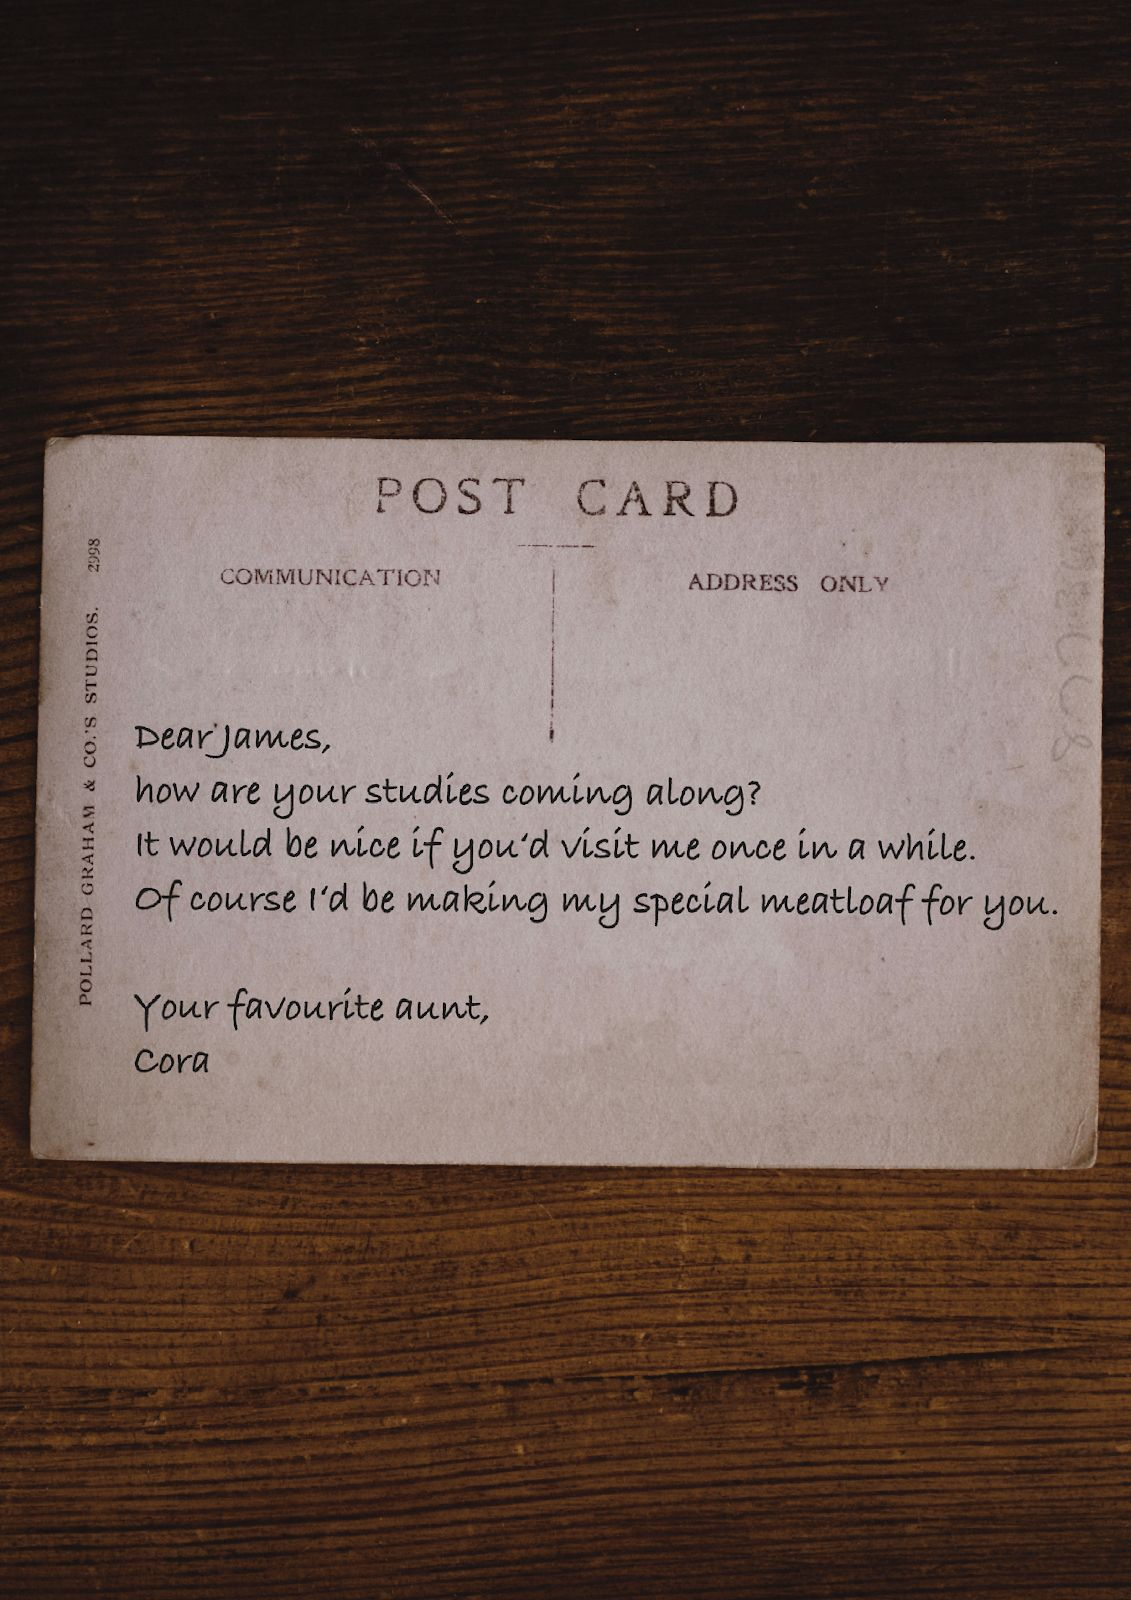 POST CARD
COMMUNICATION
ADDRESS ONLY
POLLARD GRAHAM & CO.'S STUDIOS. 2998
Dear James,
how are your studies coming along?
It would be nice if you'd visit me once in a while.
Of course I'd be making my special meatloaf for you.
Your favourite aunt,
Cora